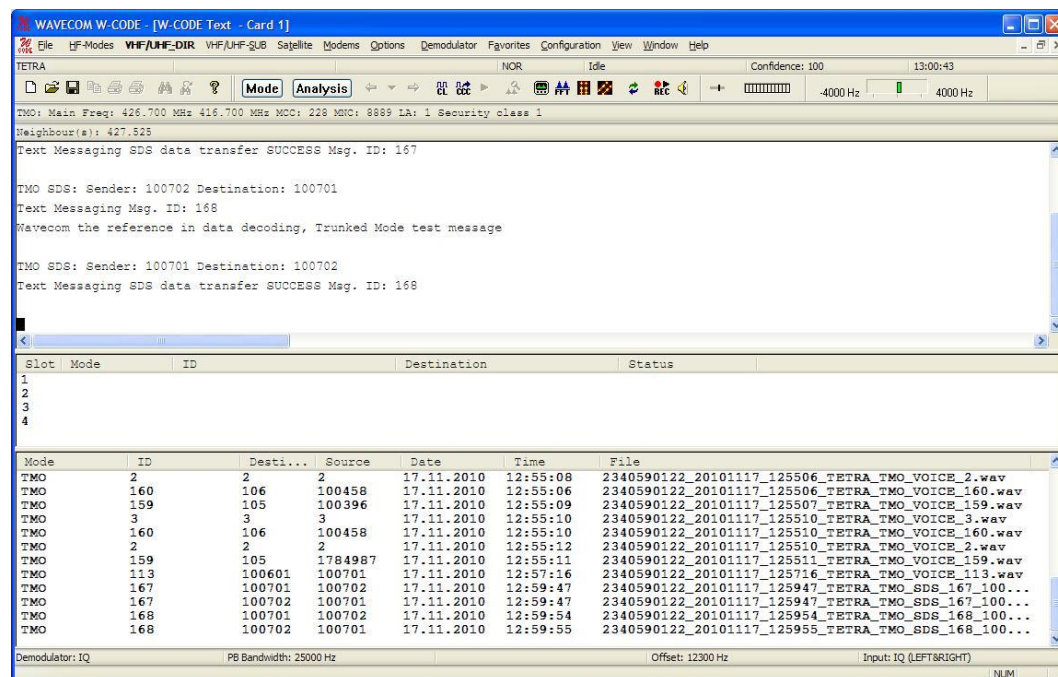 WAVECOM W-CODE - [W-CODE Text - Card 1]
File HF-Modes VHF/UHF-DIR VHF/UHF-SUB Satellite Modems Options Demodulator Favorites Configuration View Window Help
TETRA NOR Idle Confidence: 100 13:00:43
Mode Analysis CL CCT FFT REC -4000 Hz 4000 Hz
TMO: Main Freq: 426.700 MHz 416.700 MHz MCC: 228 MNC: 8889 LA: 1 Security class 1
Neighbour(s): 427.525
Text Messaging SDS data transfer SUCCESS Msg. ID: 167
TMO SDS: Sender: 100702 Destination: 100701
Text Messaging Msg. ID: 168
Wavecom the reference in data decoding, Trunked Mode test message
TMO SDS: Sender: 100701 Destination: 100702
Text Messaging SDS data transfer SUCCESS Msg. ID: 168
Slot Mode ID Destination Status
1
2
3
4
Mode ID Desti... Source Date Time File
TMO 2 2 2 17.11.2010 12:55:08 2340590122_20101117_125506_TETRA_TMO_VOICE_2.wav
TMO 160 106 100458 17.11.2010 12:55:06 2340590122_20101117_125506_TETRA_TMO_VOICE_160.wav
TMO 159 105 100396 17.11.2010 12:55:09 2340590122_20101117_125507_TETRA_TMO_VOICE_159.wav
TMO 3 3 3 17.11.2010 12:55:10 2340590122_20101117_125510_TETRA_TMO_VOICE_3.wav
TMO 160 106 100458 17.11.2010 12:55:10 2340590122_20101117_125510_TETRA_TMO_VOICE_160.wav
TMO 2 2 2 17.11.2010 12:55:12 2340590122_20101117_125510_TETRA_TMO_VOICE_2.wav
TMO 159 105 1784987 17.11.2010 12:55:11 2340590122_20101117_125511_TETRA_TMO_VOICE_159.wav
TMO 113 100601 100701 17.11.2010 12:57:16 2340590122_20101117_125716_TETRA_TMO_VOICE_113.wav
TMO 167 100701 100702 17.11.2010 12:59:47 2340590122_20101117_125947_TETRA_TMO_SDS_167_100...
TMO 167 100702 100701 17.11.2010 12:59:47 2340590122_20101117_125947_TETRA_TMO_SDS_167_100...
TMO 168 100701 100702 17.11.2010 12:59:54 2340590122_20101117_125954_TETRA_TMO_SDS_168_100...
TMO 168 100702 100701 17.11.2010 12:59:55 2340590122_20101117_125955_TETRA_TMO_SDS_168_100...
Demodulator: IQ PB Bandwidth: 25000 Hz Offset: 12300 Hz Input: IQ (LEFT&RIGHT)
NUM